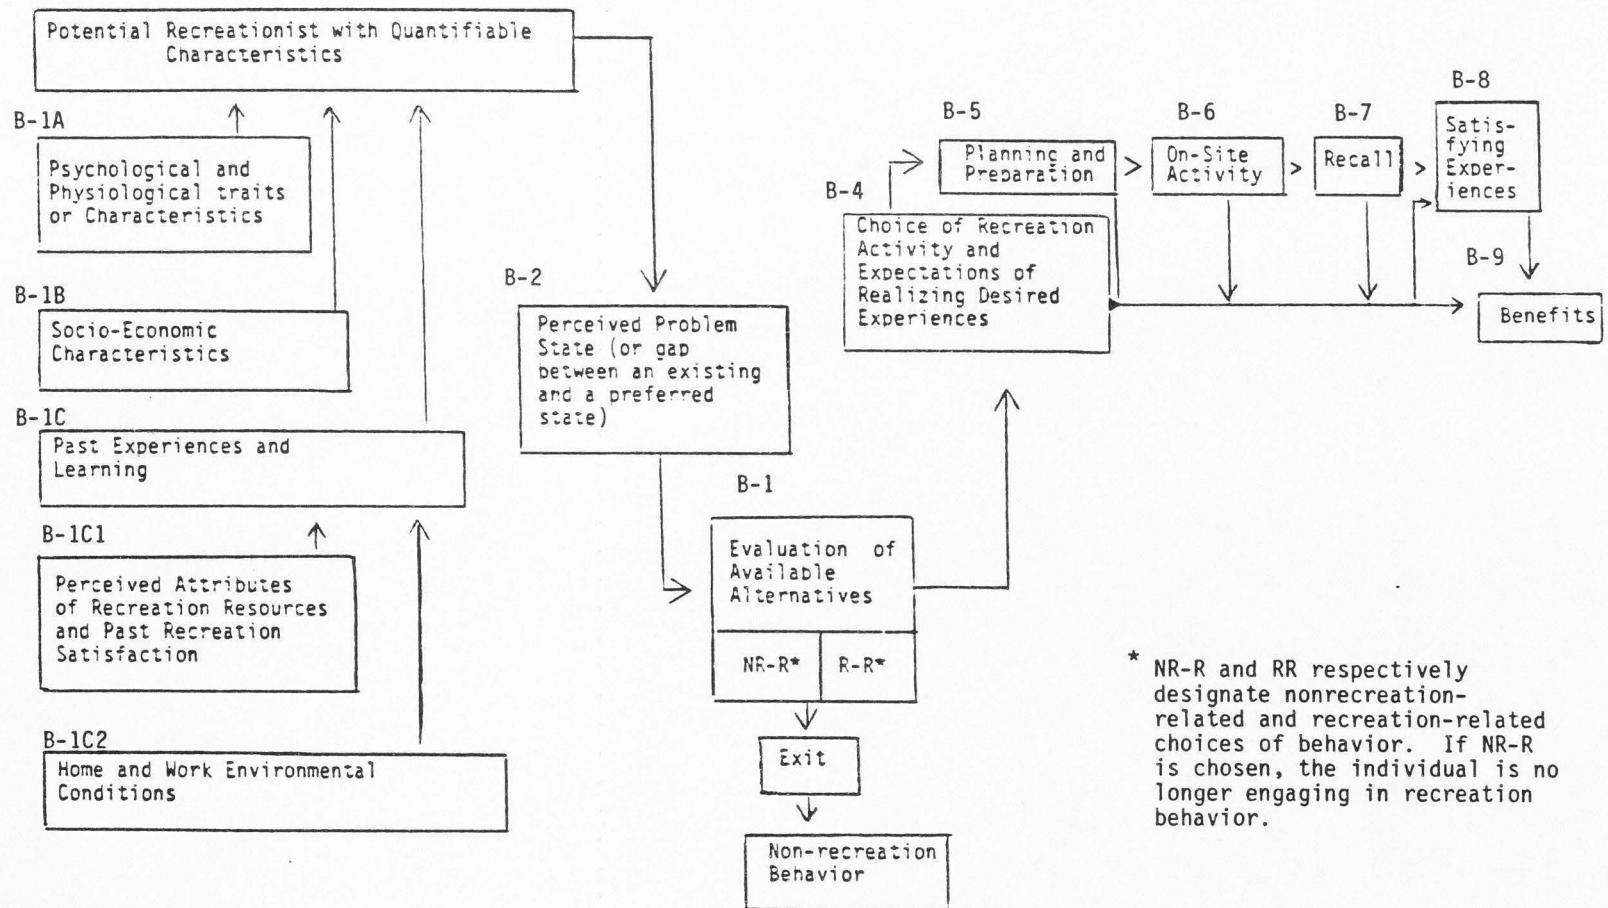 Potential Recreationist with Quantifiable
Characteristics
B-1A
Psychological and
Physiological traits
or Characteristics
B-1B
Socio-Economic
Characteristics
B-1C
Past Experiences and
Learning
B-1C1
Perceived Attributes
of Recreation Resources
and Past Recreation
Satisfaction
B-1C2
Home and Work Environmental
Conditions
B-2
Perceived Problem
State (or gap
between an existing
and a preferred
state)
B-1
Evaluation of
Available
Alternatives
NR-R*
R-R*
Exit
Non-recreation
Behavior
B-4
Choice of Recreation
Activity and
Expectations of
Realizing Desired
Experiences
B-5
Planning and
Preparation
B-6
On-Site
Activity
B-7
Recall
B-8
Satis-
fying
Exper-
iences
B-9
Benefits
* NR-R and RR respectively
designate nonrecreation-
related and recreation-related
choices of behavior. If NR-R
is chosen, the individual is no
longer engaging in recreation
behavior.